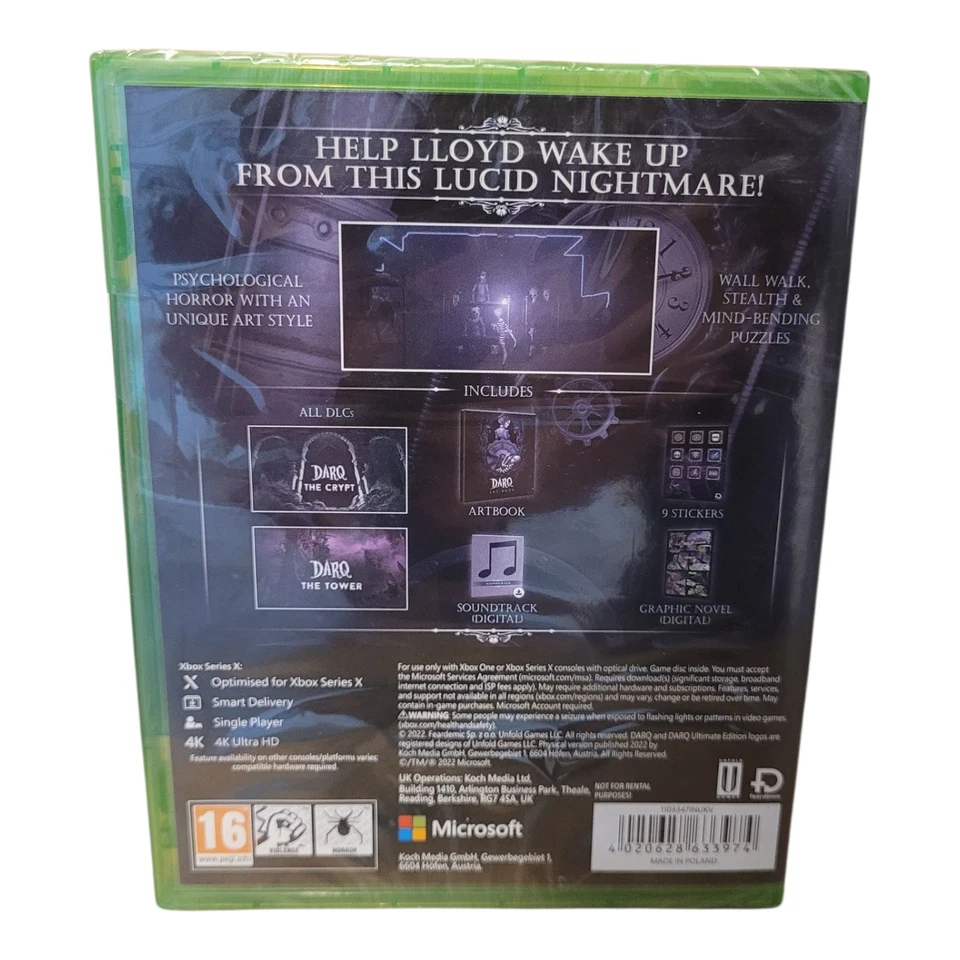 HELP LLOYD WAKE UP
FROM THIS LUCID NIGHTMARE!
PSYCHOLOGICAL
HORROR WITH AN
UNIQUE ART STYLE
WALL WALK,
STEALTH &
MIND-BENDING
PUZZLES
INCLUDES
ALL DLCs
DARQ
THE CRYPT
DARQ
THE TOWER
DARQ
ART BOOK
ARTBOOK
SOUNDTRACK
(DIGITAL)
9 STICKERS
GRAPHIC NOVEL
(DIGITAL)
Xbox Series X:
Optimised for Xbox Series X
Smart Delivery
Single Player
4K 4K Ultra HD
Feature availability on other consoles/platforms varies;
compatible hardware required.
For use only with Xbox One or Xbox Series X consoles with optical drive. Game disc inside. You must accept
the Microsoft Services Agreement (microsoft.com/msa). Requires download(s) (significant storage, broadband
internet connection and ISP fees apply). May require additional hardware and subscriptions. Features, services,
and support not available in all regions (xbox.com/regions) and may vary, change or be retired over time. May
contain in-game purchases. Microsoft Account required.
WARNING: Some people may experience a seizure when exposed to flashing lights or patterns in video games.
(xbox.com/healthandsafety).
© 2022. Feardemic Sp. z o.o. Unfold Games LLC. All rights reserved. DARQ and DARQ Ultimate Edition logos are
registered designs of Unfold Games LLC. Physical version published 2022 by
Koch Media GmbH, Gewerbegebiet 1, 6604 Höfen, Austria. All Rights Reserved.
©/TM/® 2022 Microsoft.
UK Operations: Koch Media Ltd,
Building 1410, Arlington Business Park, Theale,
Reading, Berkshire, RG7 4SA, UK
NOT FOR RENTAL
PURPOSES!
UNFOLD
GAMES
feardemic
16
www.pegi.info
VIOLENCE
HORROR
Microsoft
Koch Media GmbH, Gewerbegebiet 1,
6604 Höfen, Austria.
1103347INUKV
4 020628 633974
MADE IN POLAND